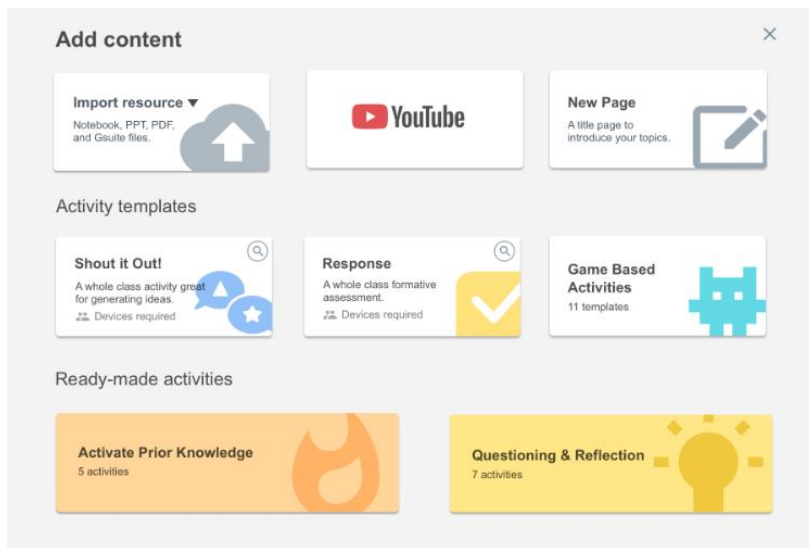 Add content
Import resource ▼
Notebook, PPT, PDF,
and Gsuite files.
YouTube
New Page
A title page to
introduce your topics.
Activity templates
Shout it Out!
A whole class activity great
for generating ideas.
Devices required
Response
A whole class formative
assessment.
Devices required
Game Based
Activities
11 templates
Ready-made activities
Activate Prior Knowledge
5 activities
Questioning & Reflection
7 activities